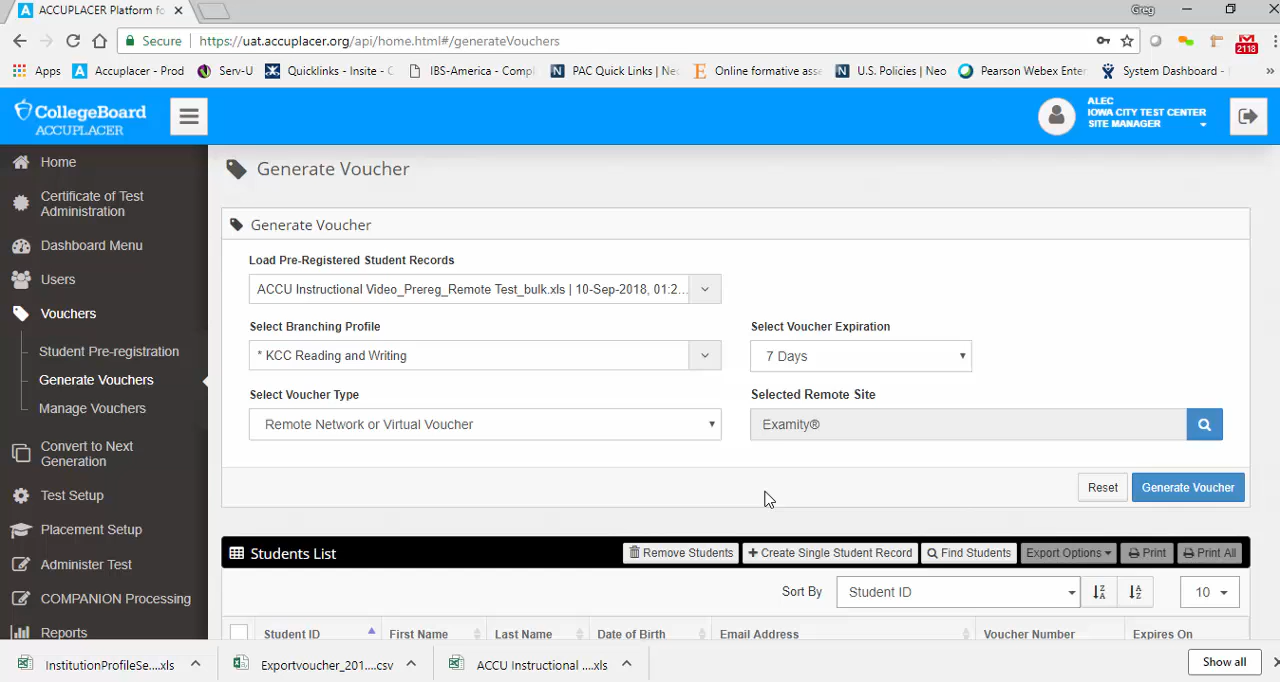 ACCUPLACER Platform fo
Greg
Secure | https://uat.accuplacer.org/api/home.html#/generateVouchers
2118
Apps Accuplacer - Prod Serv-U Quicklinks - Insite - C IBS-America - Compl PAC Quick Links | Ne Online formative asse U.S. Policies | Neo Pearson Webex Enter System Dashboard - »
CollegeBoard
ACCUPLACER
ALEC
IOWA CITY TEST CENTER
SITE MANAGER
Home
Certificate of Test
Administration
Dashboard Menu
Users
Vouchers
Student Pre-registration
Generate Vouchers
Manage Vouchers
Convert to Next
Generation
Test Setup
Placement Setup
Administer Test
COMPANION Processing
Reports
Generate Voucher
Generate Voucher
Load Pre-Registered Student Records
ACCU Instructional Video_Prereg_Remote Test_bulk.xls | 10-Sep-2018, 01:2...
Select Branching Profile Select Voucher Expiration
* KCC Reading and Writing 7 Days
Select Voucher Type Selected Remote Site
Remote Network or Virtual Voucher Examity®
Reset Generate Voucher
Students List Remove Students + Create Single Student Record Find Students Export Options Print Print All
Sort By Student ID 10
Student ID First Name Last Name Date of Birth Email Address Voucher Number Expires On
InstitutionProfileSe....xls Exportvoucher_201....csv ACCU Instructional ....xls Show all